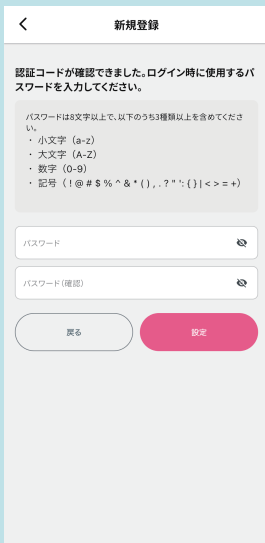 新規登録
認証コードが確認できました。ログイン時に使用するパ
スワードを入力してください。
パスワードは8文字以上で、以下のうち3種類以上を含めてくださ
い。
・ 小文字（a-z）
・ 大文字（A-Z）
・ 数字（0-9）
・ 記号（ ! @ # $ % ^ & * ( ) , . ? " ': { } | < > = +）
パスワード
パスワード（確認）
戻る
設定